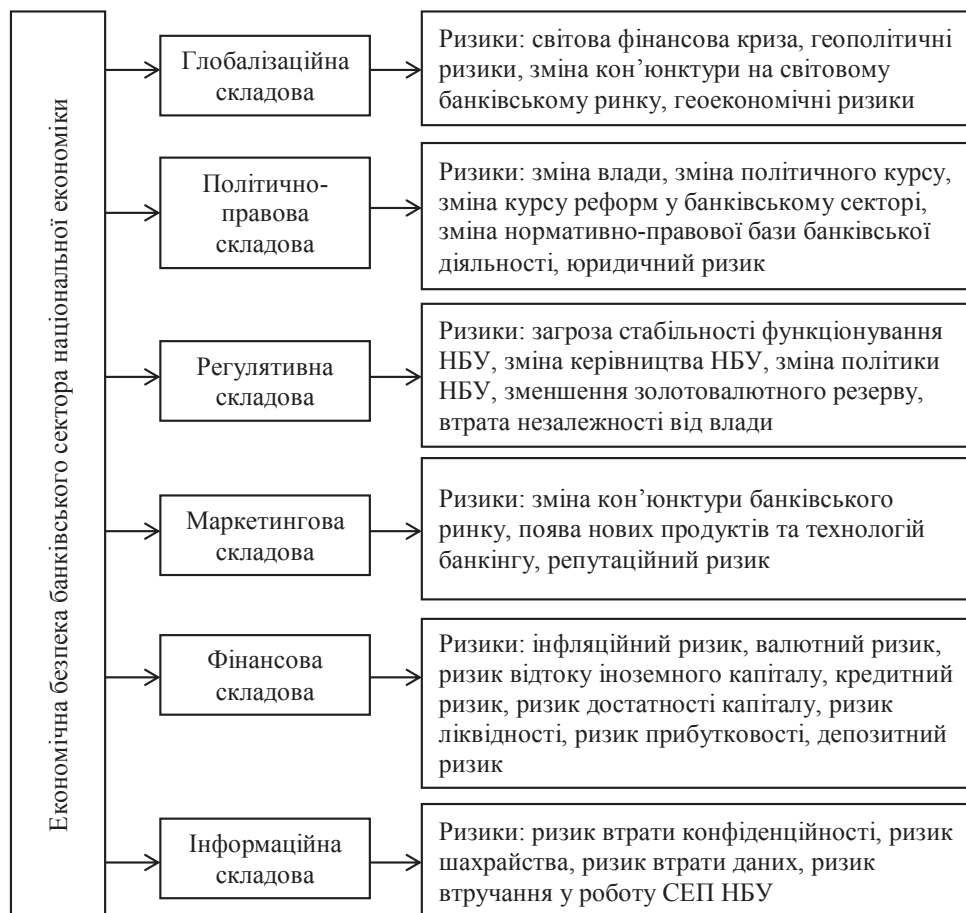 Економічна безпека банківського сектора національної економіки
Глобалізаційна
складова
Ризики: світова фінансова криза, геополітичні
ризики, зміна кон’юнктури на світовому
банківському ринку, геоекономічні ризики
Політично-
правова
складова
Ризики: зміна влади, зміна політичного курсу,
зміна курсу реформ у банківському секторі,
зміна нормативно-правової бази банківської
діяльності, юридичний ризик
Регулятивна
складова
Ризики: загроза стабільності функціонування
НБУ, зміна керівництва НБУ, зміна політики
НБУ, зменшення золотовалютного резерву,
втрата незалежності від влади
Маркетингова
складова
Ризики: зміна кон’юнктури банківського
ринку, поява нових продуктів та технологій
банкінгу, репутаційний ризик
Фінансова
складова
Ризики: інфляційний ризик, валютний ризик,
ризик відтоку іноземного капіталу, кредитний
ризик, ризик достатності капіталу, ризик
ліквідності, ризик прибутковості, депозитний
ризик
Інформаційна
складова
Ризики: ризик втрати конфіденційності, ризик
шахрайства, ризик втрати даних, ризик
втручання у роботу СЕП НБУ